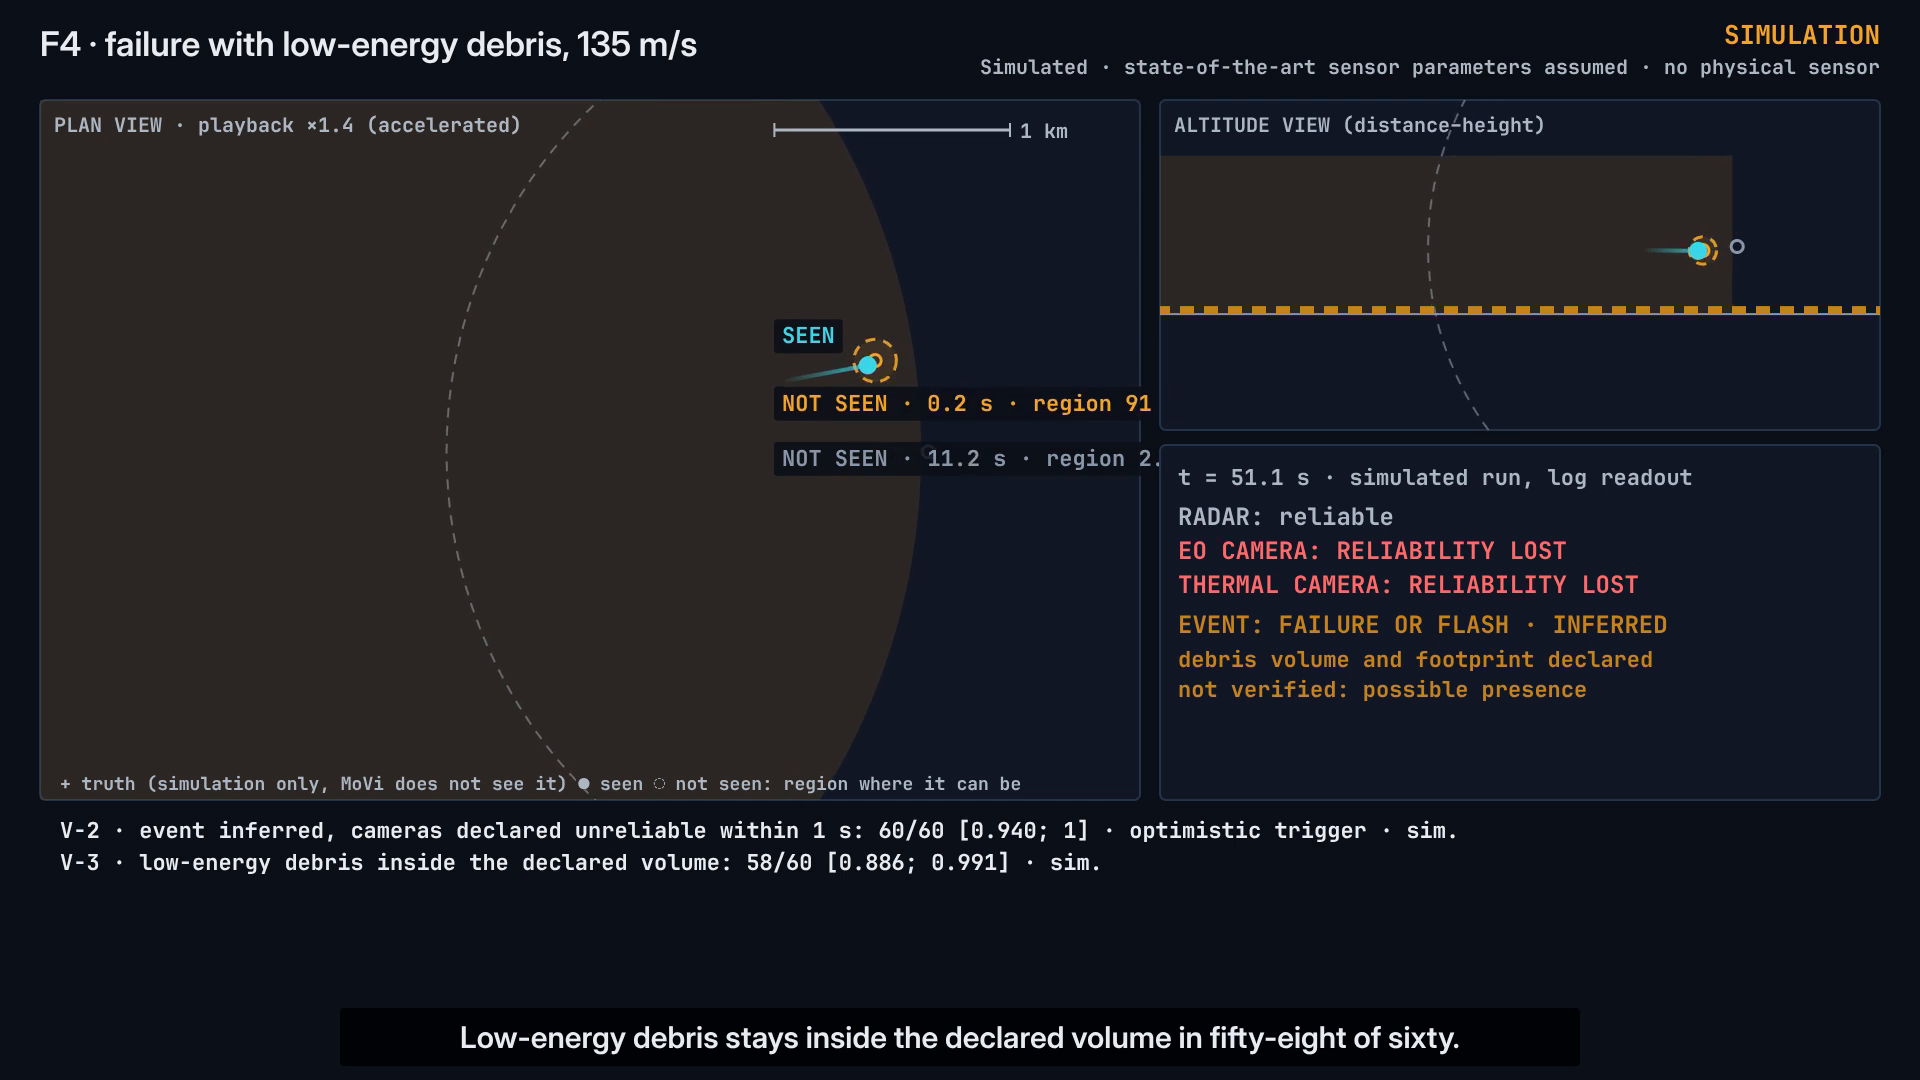 F4 · failure with low-energy debris, 135 m/s
SIMULATION
Simulated · state-of-the-art sensor parameters assumed · no physical sensor
PLAN VIEW · playback ×1.4 (accelerated)
1 km
SEEN
NOT SEEN · 0.2 s · region 91
NOT SEEN · 11.2 s · region 2.
+ truth (simulation only, MoVi does not see it) ● seen ◌ not seen: region where it can be
ALTITUDE VIEW (distance-height)
t = 51.1 s · simulated run, log readout
RADAR: reliable
EO CAMERA: RELIABILITY LOST
THERMAL CAMERA: RELIABILITY LOST
EVENT: FAILURE OR FLASH · INFERRED
debris volume and footprint declared
not verified: possible presence
V-2 · event inferred, cameras declared unreliable within 1 s: 60/60 [0.940; 1] · optimistic trigger · sim.
V-3 · low-energy debris inside the declared volume: 58/60 [0.886; 0.991] · sim.
Low-energy debris stays inside the declared volume in fifty-eight of sixty.